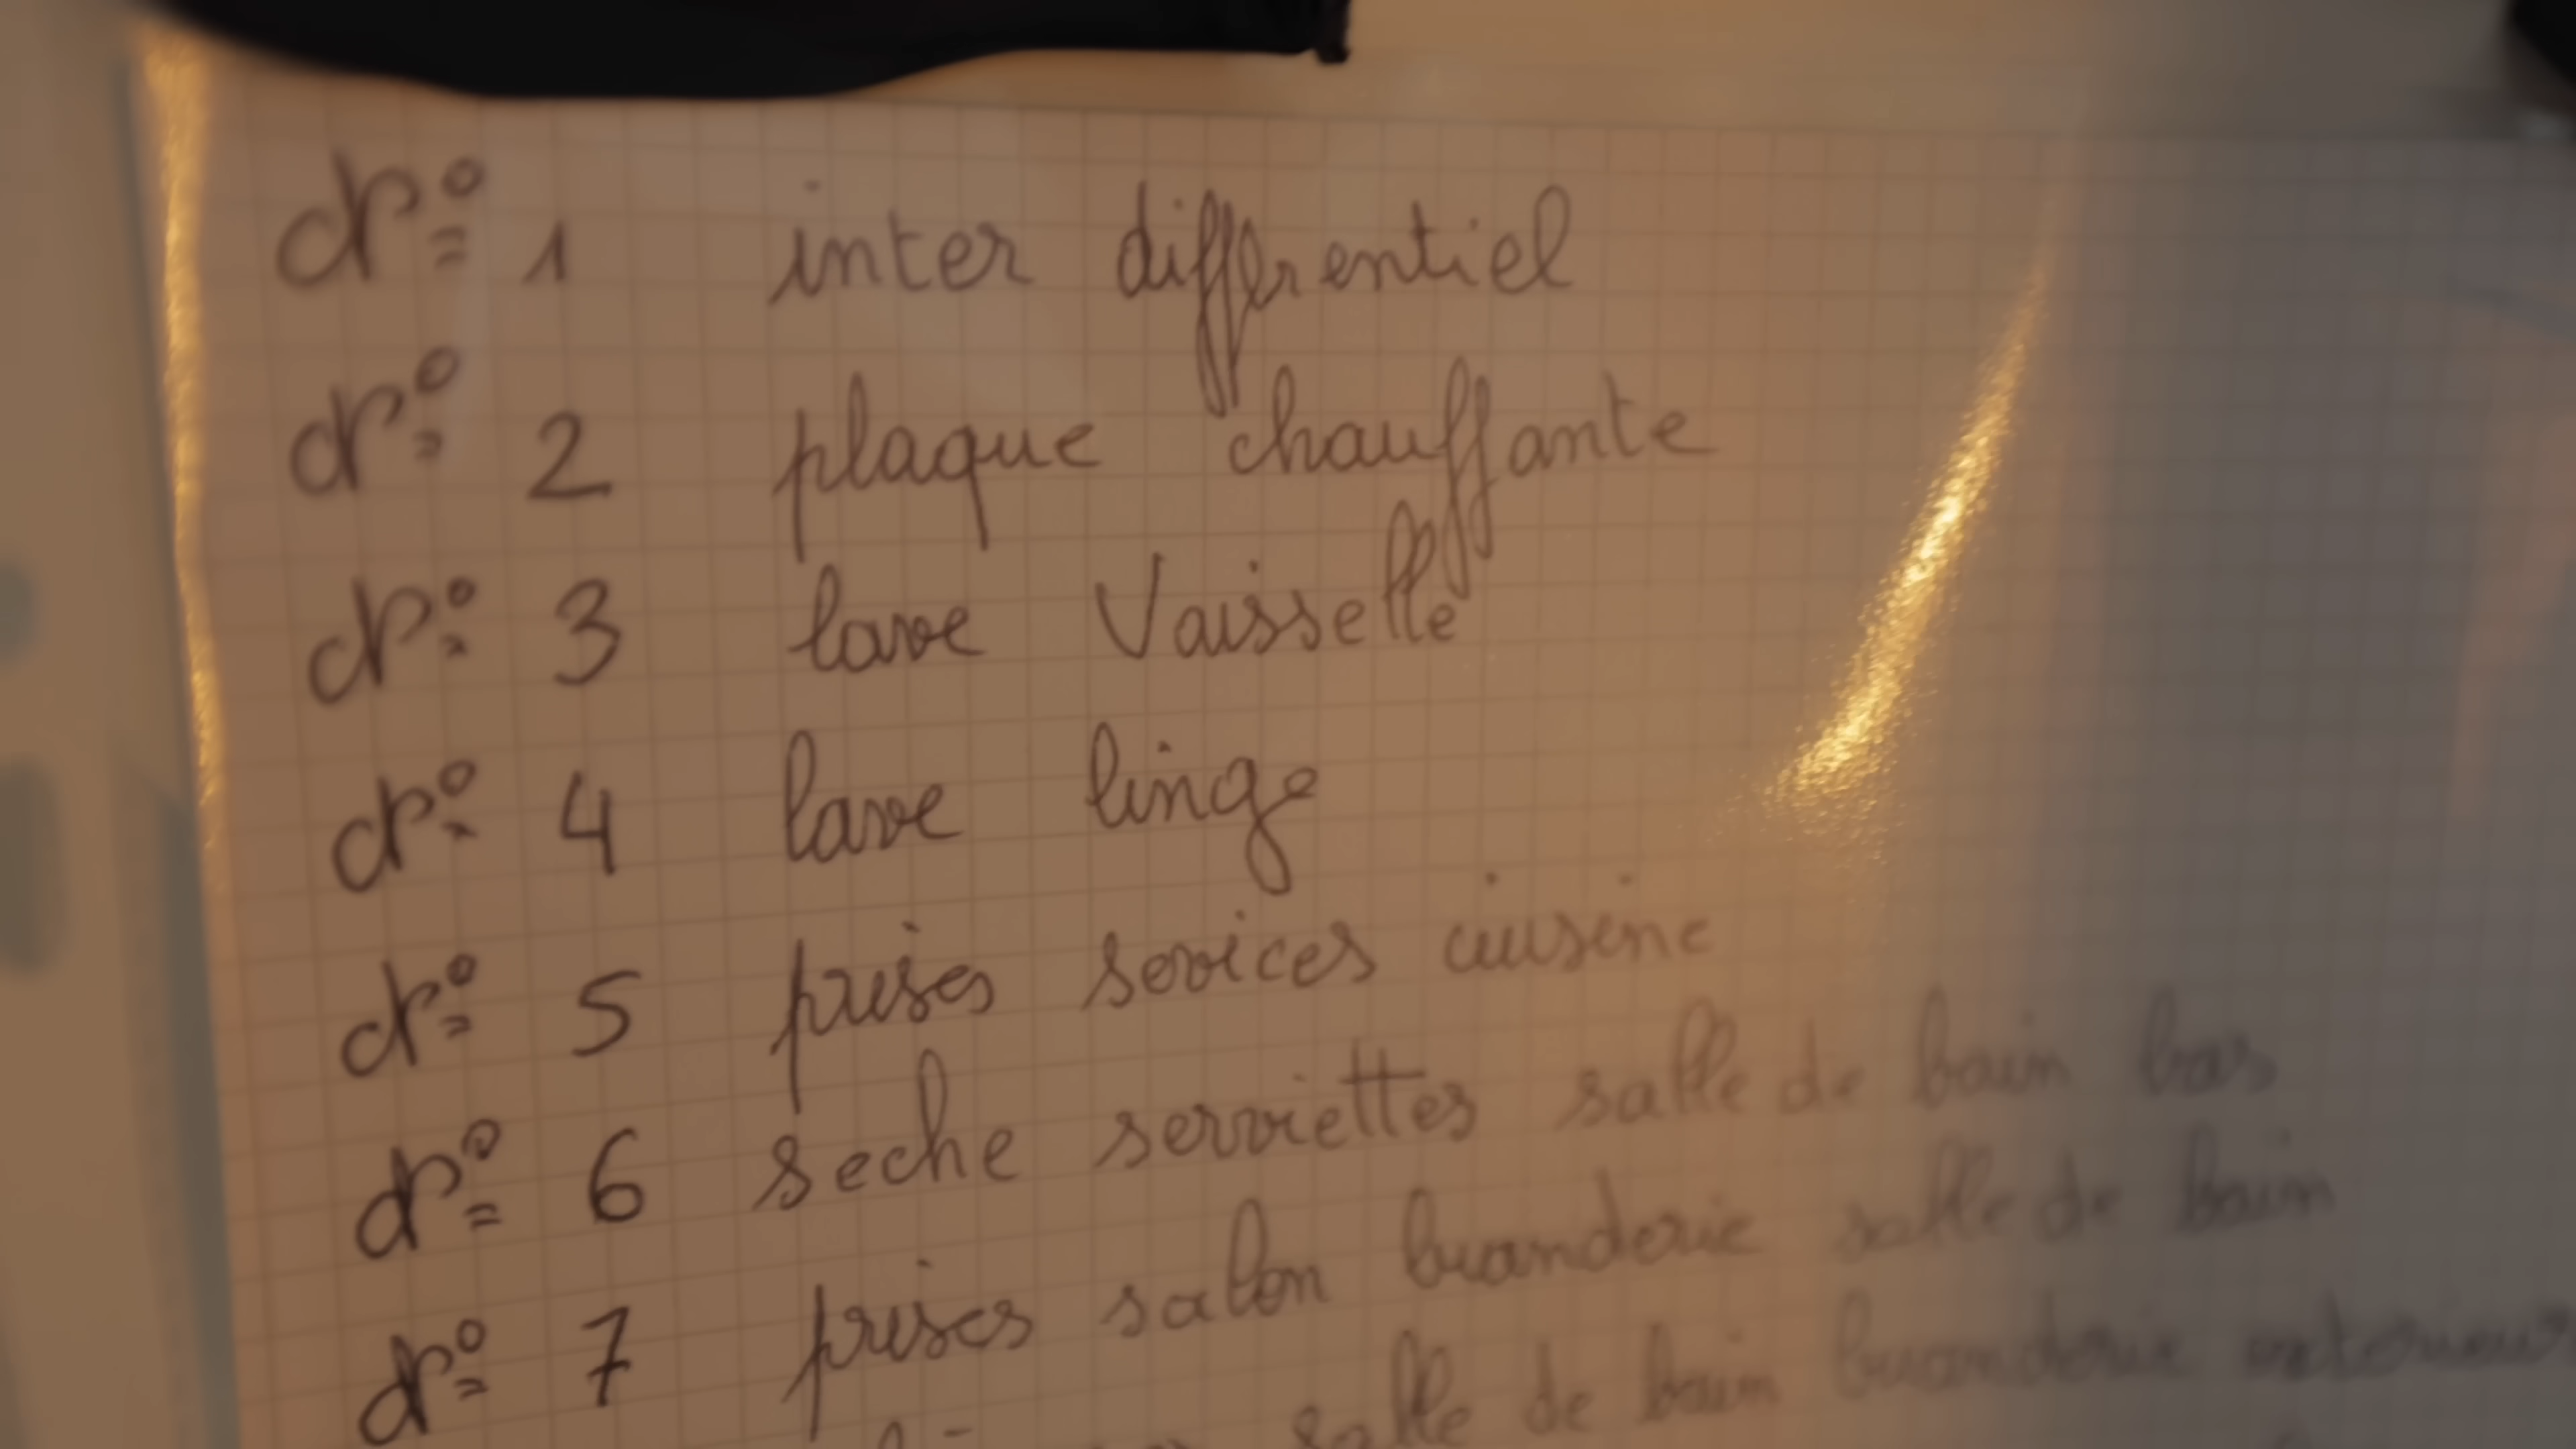 N° 1 inter differentiel
N° 2 plaque chauffante
N° 3 lave Vaisselle
N° 4 lave linge
N° 5 prises services cuisine
N° 6 seche serviettes salle de bain bas
N° 7 prises salon buanderie salle de bain
salle de bain buanderie exterieur